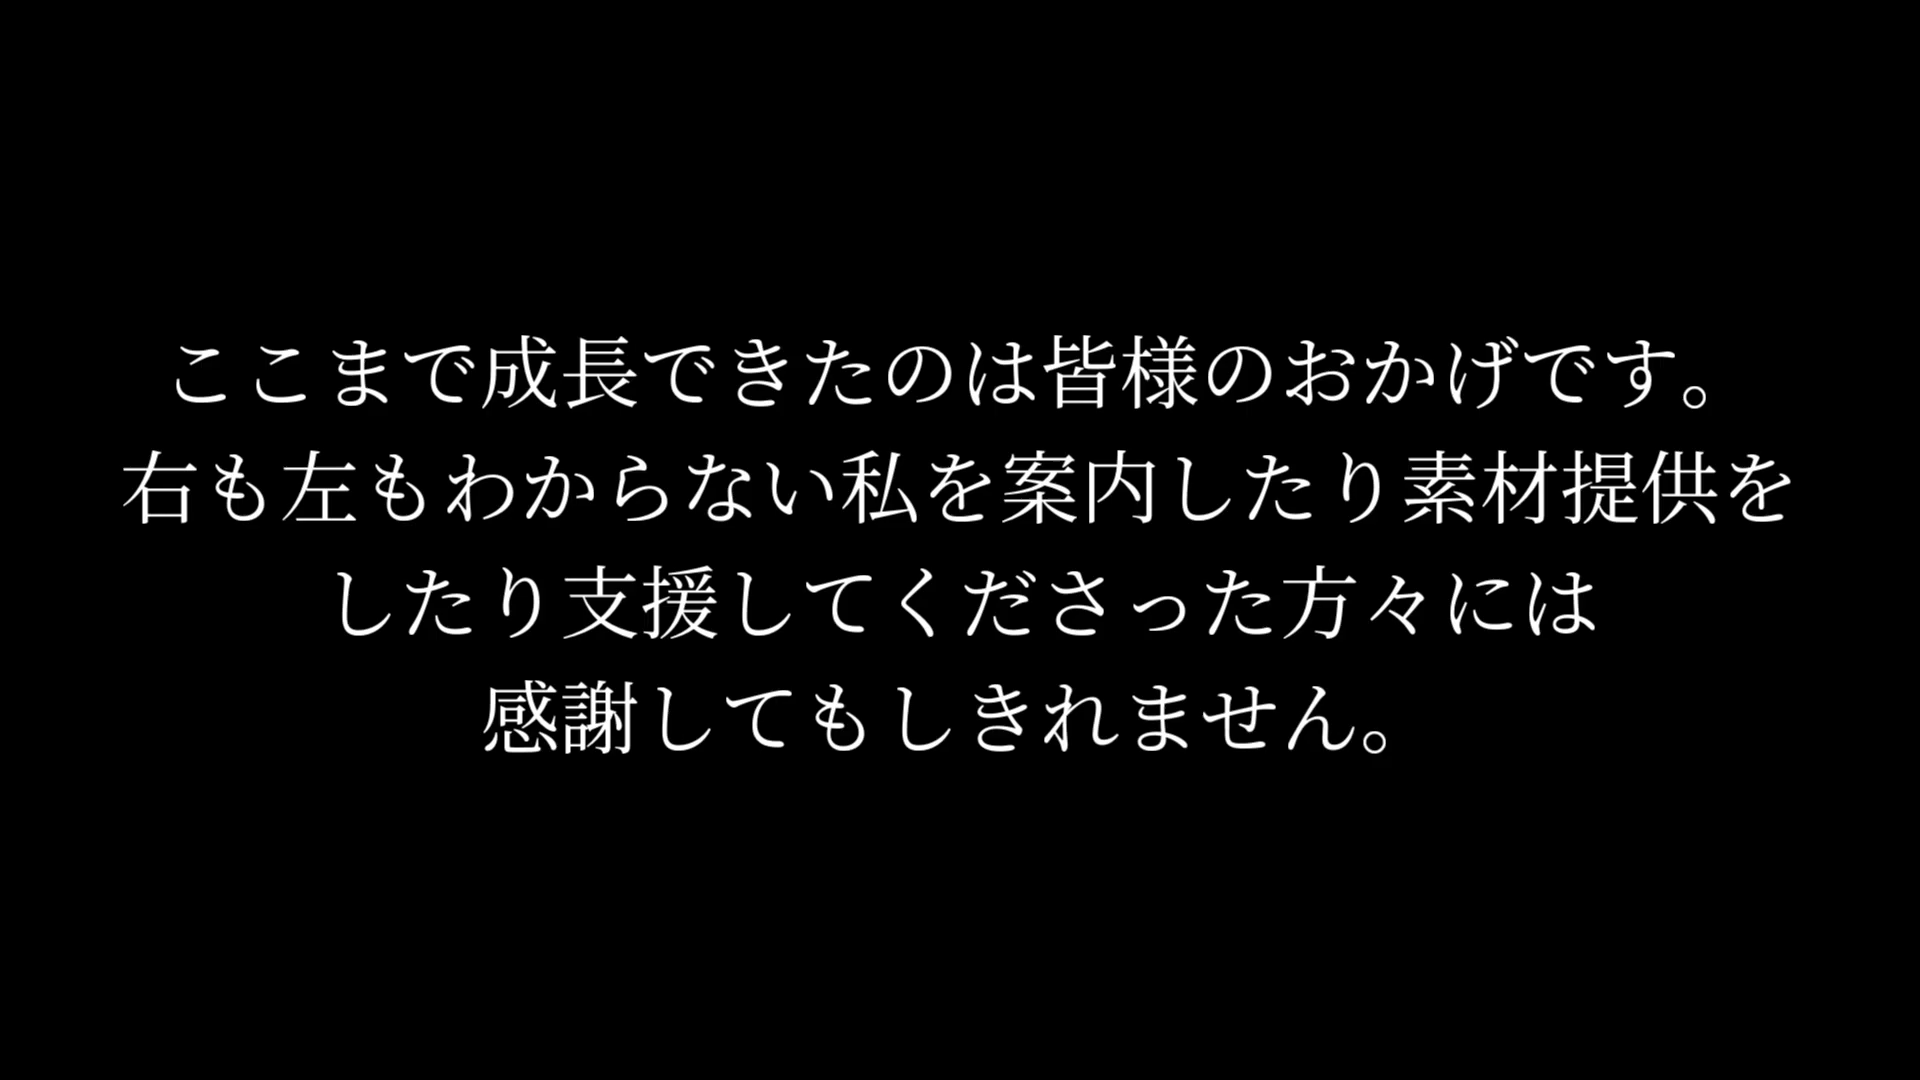 ここまで成長できたのは皆様のおかげです。
右も左もわからない私を案内したり素材提供を
したり支援してくださった方々には
感謝してもしきれません。